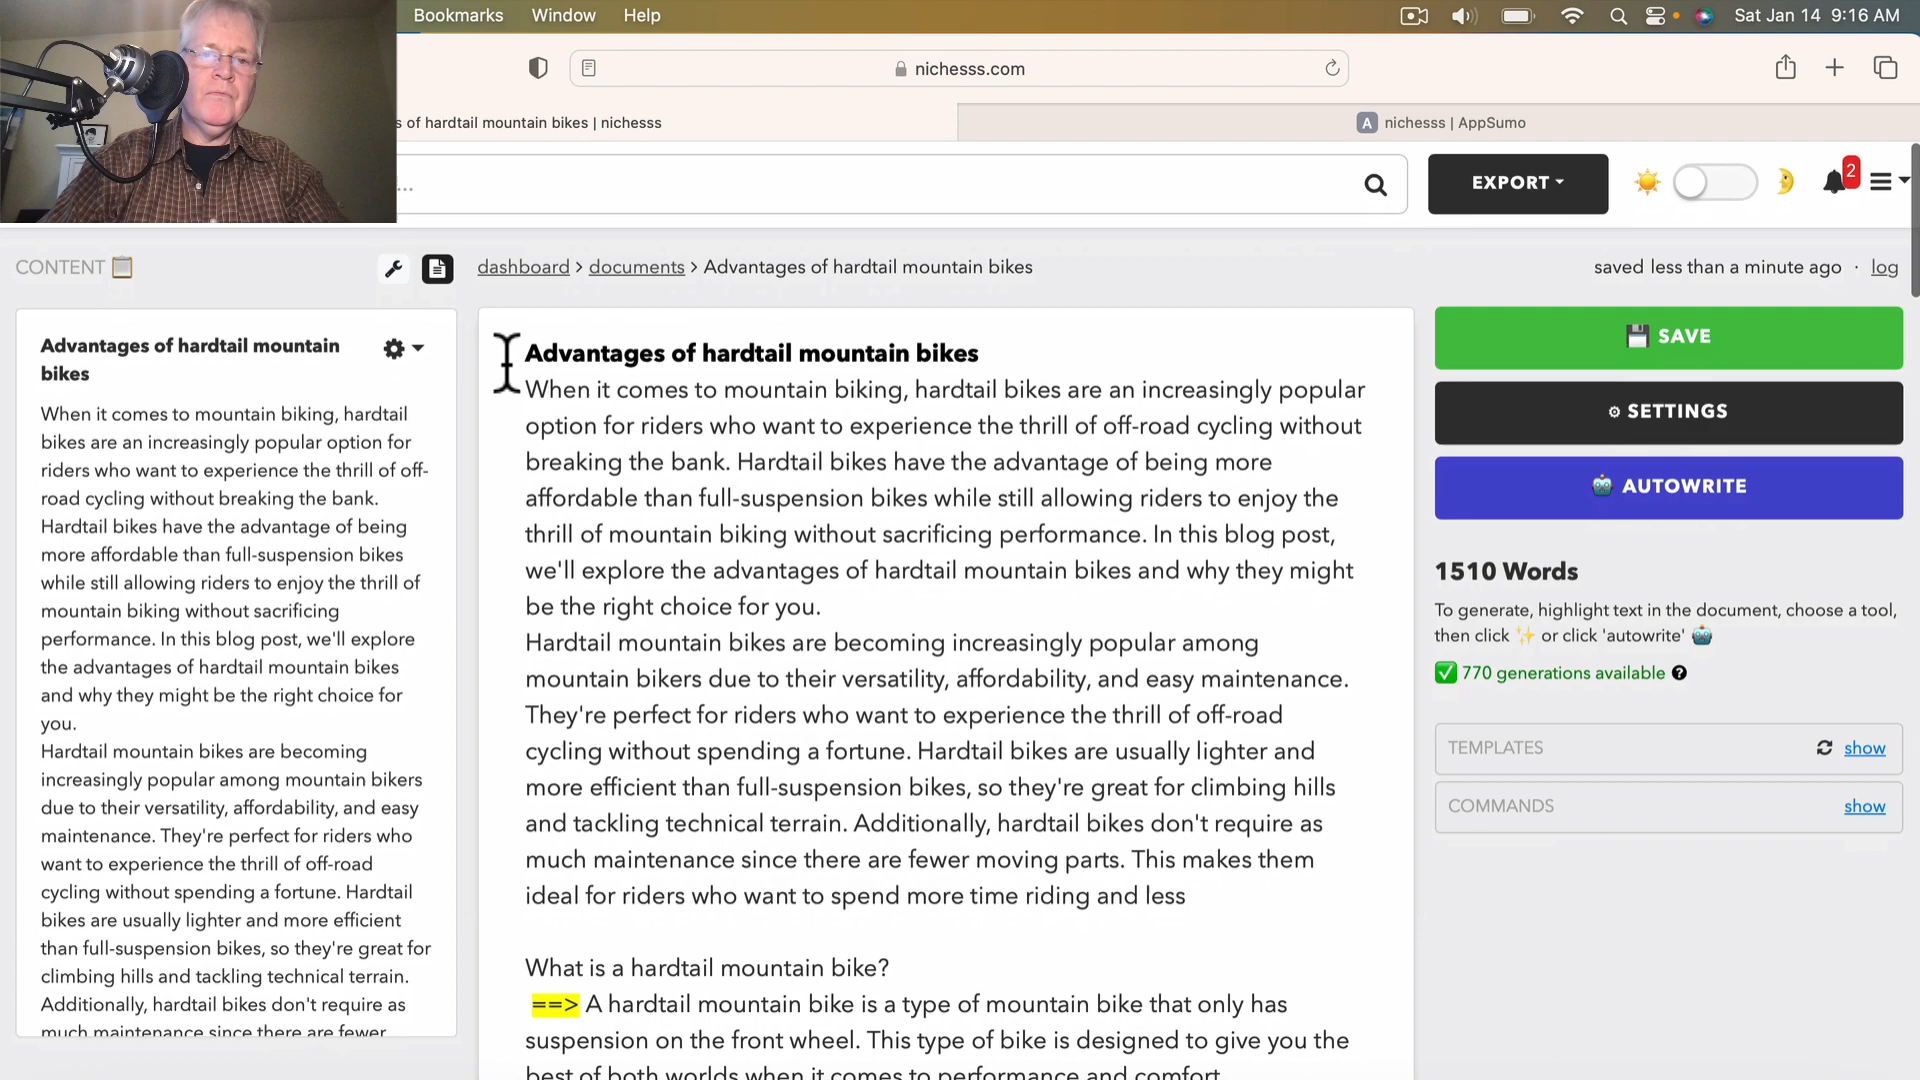 Bookmarks Window Help
Sat Jan 14 9:16 AM
nichesss.com
s of hardtail mountain bikes | nichesss
A nichesss | AppSumo
...
EXPORT
2
CONTENT
dashboard > documents > Advantages of hardtail mountain bikes
saved less than a minute ago · log
Advantages of hardtail mountain
bikes
When it comes to mountain biking, hardtail
bikes are an increasingly popular option for
riders who want to experience the thrill of off-
road cycling without breaking the bank.
Hardtail bikes have the advantage of being
more affordable than full-suspension bikes
while still allowing riders to enjoy the thrill of
mountain biking without sacrificing
performance. In this blog post, we'll explore
the advantages of hardtail mountain bikes
and why they might be the right choice for
you.
Hardtail mountain bikes are becoming
increasingly popular among mountain bikers
due to their versatility, affordability, and easy
maintenance. They're perfect for riders who
want to experience the thrill of off-road
cycling without spending a fortune. Hardtail
bikes are usually lighter and more efficient
than full-suspension bikes, so they're great for
climbing hills and tackling technical terrain.
Additionally, hardtail bikes don't require as
much maintenance since there are fewer
Advantages of hardtail mountain bikes
When it comes to mountain biking, hardtail bikes are an increasingly popular
option for riders who want to experience the thrill of off-road cycling without
breaking the bank. Hardtail bikes have the advantage of being more
affordable than full-suspension bikes while still allowing riders to enjoy the
thrill of mountain biking without sacrificing performance. In this blog post,
we'll explore the advantages of hardtail mountain bikes and why they might
be the right choice for you.
Hardtail mountain bikes are becoming increasingly popular among
mountain bikers due to their versatility, affordability, and easy maintenance.
They're perfect for riders who want to experience the thrill of off-road
cycling without spending a fortune. Hardtail bikes are usually lighter and
more efficient than full-suspension bikes, so they're great for climbing hills
and tackling technical terrain. Additionally, hardtail bikes don't require as
much maintenance since there are fewer moving parts. This makes them
ideal for riders who want to spend more time riding and less
What is a hardtail mountain bike?
==> A hardtail mountain bike is a type of mountain bike that only has
suspension on the front wheel. This type of bike is designed to give you the
best of both worlds when it comes to performance and comfort.
SAVE
SETTINGS
AUTOWRITE
1510 Words
To generate, highlight text in the document, choose a tool,
then click ✨ or click 'autowrite' 🤖
770 generations available
TEMPLATES show
COMMANDS show